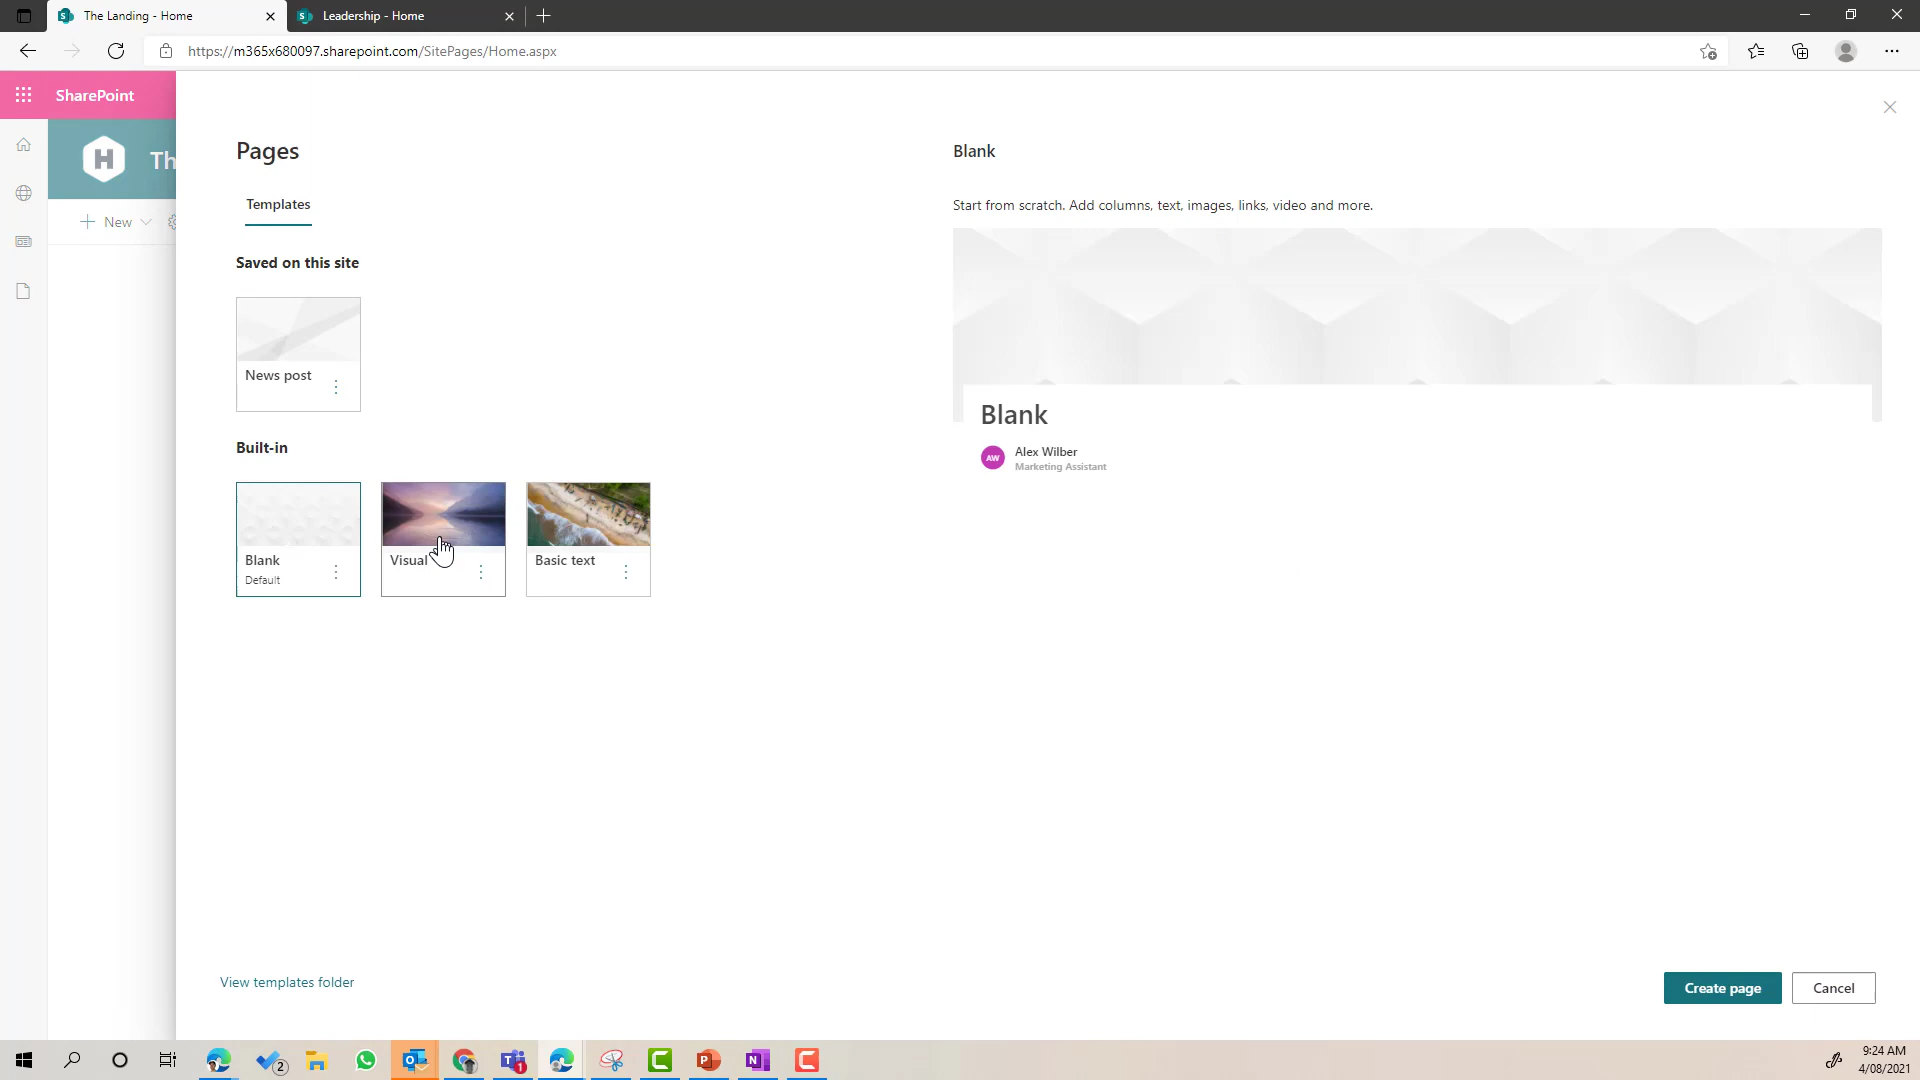 The Landing - Home
Leadership - Home
https://m365x680097.sharepoint.com/SitePages/Home.aspx
SharePoint
H
Th
New
Pages
Templates
Saved on this site
News post
Built-in
Blank
Default
Visual
Basic text
Blank
Start from scratch. Add columns, text, images, links, video and more.
Blank
AW
Alex Wilber
Marketing Assistant
View templates folder
Create page
Cancel
2
1
9:24 AM
4/08/2021